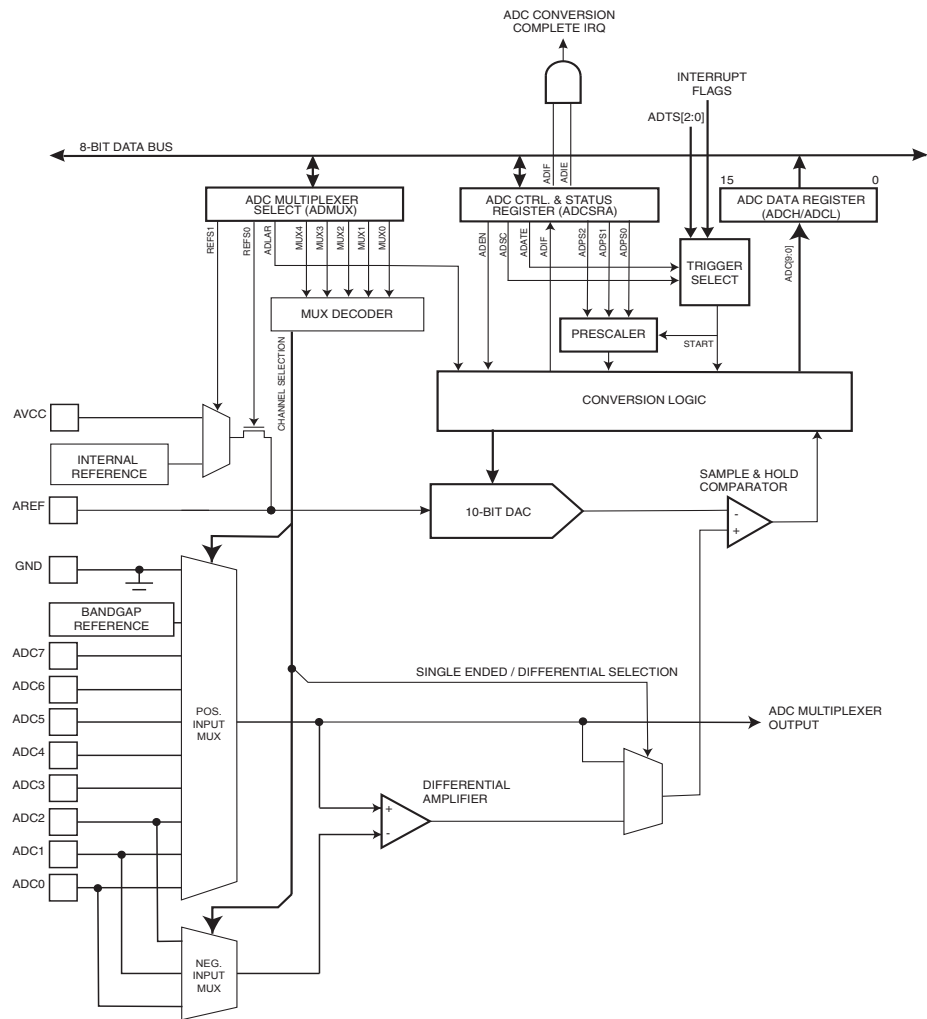 ADC CONVERSION
COMPLETE IRQ
INTERRUPT
FLAGS
ADTS[2:0]
8-BIT DATA BUS
ADIF
ADIE
15
0
ADC MULTIPLEXER
SELECT (ADMUX)
ADC CTRL. & STATUS
REGISTER (ADCSRA)
ADC DATA REGISTER
(ADCH/ADCL)
REFS1
REFS0
ADLAR
MUX4
MUX3
MUX2
MUX1
MUX0
ADEN
ADSC
ADATE
ADIF
ADPS2
ADPS1
ADPS0
ADC[9:0]
TRIGGER
SELECT
MUX DECODER
PRESCALER
START
CHANNEL SELECTION
CONVERSION LOGIC
AVCC
INTERNAL
REFERENCE
SAMPLE & HOLD
COMPARATOR
AREF
10-BIT DAC
-
+
GND
BANDGAP
REFERENCE
ADC7
SINGLE ENDED / DIFFERENTIAL SELECTION
ADC6
POS.
INPUT
MUX
ADC MULTIPLEXER
OUTPUT
ADC5
ADC4
ADC3
DIFFERENTIAL
AMPLIFIER
+
-
ADC2
ADC1
ADC0
NEG.
INPUT
MUX